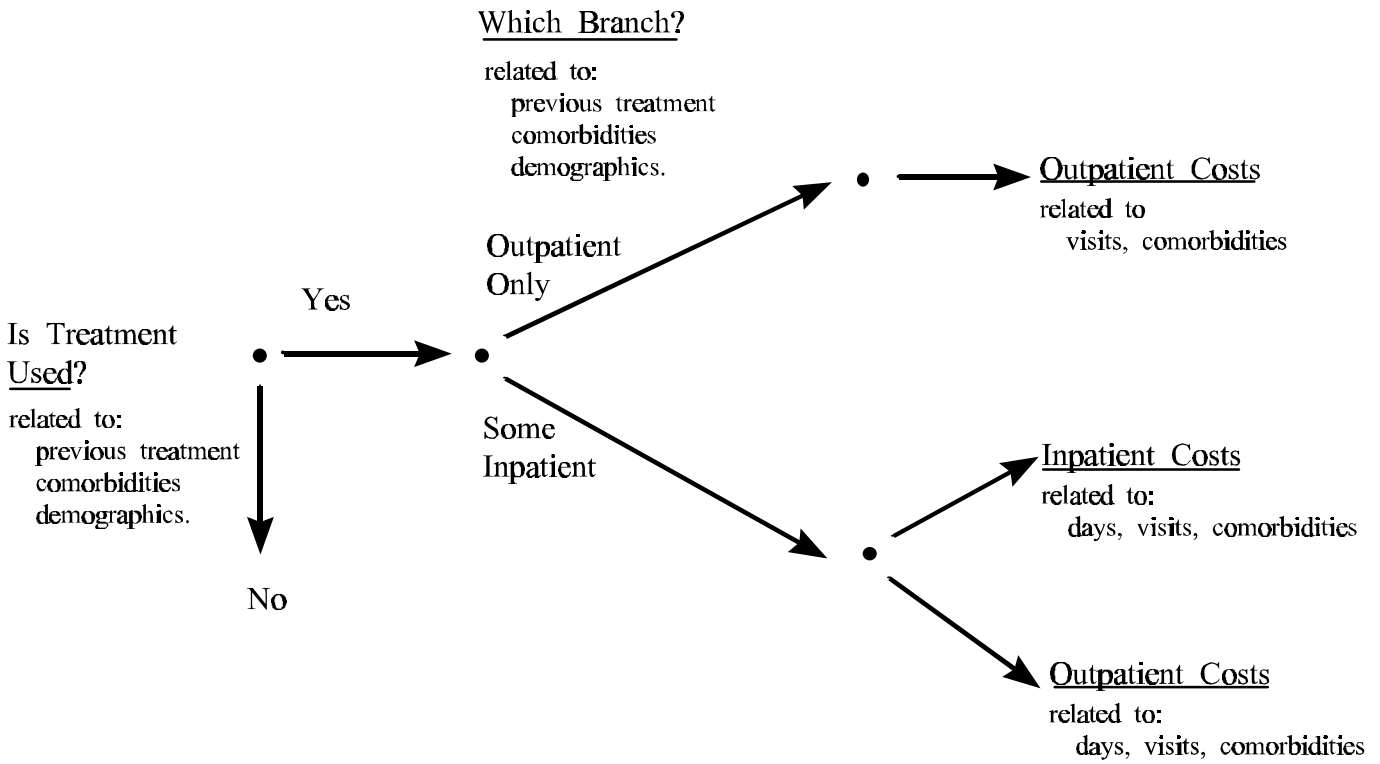 Which Branch?
related to:
previous treatment
comorbidities
demographics.
Outpatient Costs
related to
visits, comorbidities
Outpatient
Only
Yes
Is Treatment
Used?
related to:
previous treatment
comorbidities
demographics.
No
Some
Inpatient
Inpatient Costs
related to:
days, visits, comorbidities
Outpatient Costs
related to:
days, visits, comorbidities